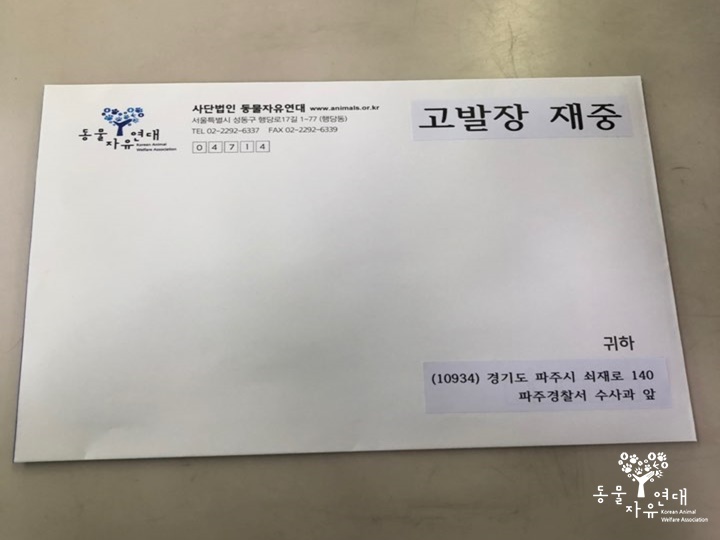 동물 자유 연대
Korean Animal
Welfare Association
사단법인 동물자유연대 www.animals.or.kr
서울특별시 성동구 행당로17길 1-77 (행당동)
TEL 02-2292-6337 FAX 02-2292-6339
04714
고발장 재중
귀하
(10934) 경기도 파주시 쇠재로 140
파주경찰서 수사과 앞
동물 자유 연대
Korean Animal
Welfare Association